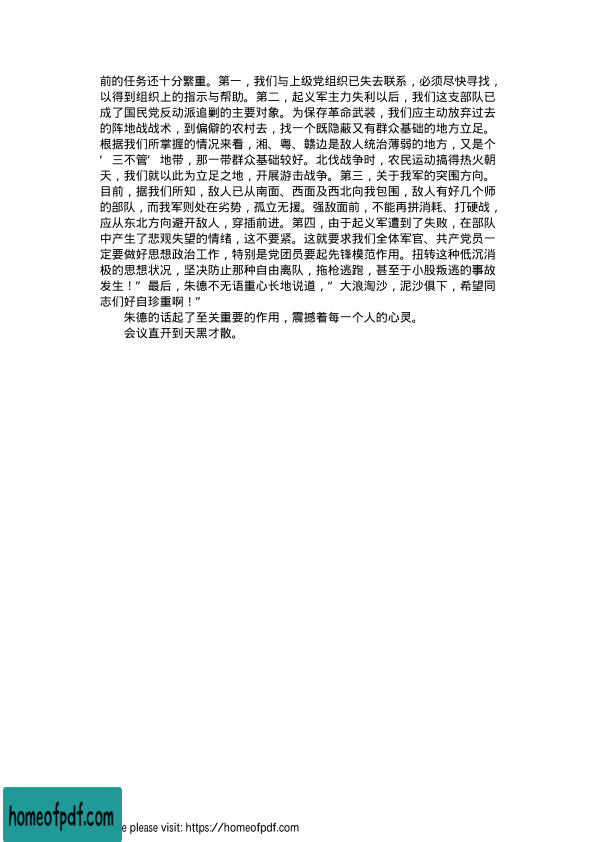 前的任务还十分繁重。第一，我们与上级党组织已失去联系，必须尽快寻找，
以得到组织上的指示与帮助。第二，起义军主力失利以后，我们这支部队已
成了国民党反动派追剿的主要对象。为保存革命武装，我们应主动放弃过去
的阵地战战术，到偏僻的农村去，找一个既隐蔽又有群众基础的地方立足。
根据我们所掌握的情况来看，湘、粤、赣边是敌人统治薄弱的地方，又是个
‘三不管’地带，那一带群众基础较好。北伐战争时，农民运动搞得热火朝
天，我们就以此为立足之地，开展游击战争。第三，关于我军的突围方向。
目前，据我们所知，敌人已从南面、西面及西北向我包围，敌人有好几个师
的部队，而我军则处在劣势，孤立无援。强敌面前，不能再拼消耗、打硬战，
应从东北方向避开敌人，穿插前进。第四，由于起义军遭到了失败，在部队
中产生了悲观失望的情绪，这不要紧。这就要求我们全体军官、共产党员一
定要做好思想政治工作，特别是党团员要起先锋模范作用。扭转这种低沉消
极的思想状况，坚决防止那种自由离队，拖枪逃跑，甚至于小股叛逃的事故
发生！”最后，朱德不无语重心长地说道，“大浪淘沙，泥沙俱下，希望同
志们好自珍重啊！”
朱德的话起了至关重要的作用，震撼着每一个人的心灵。
会议直开到天黑才散。
homeofpdf.com
e please visit: https://homeofpdf.com